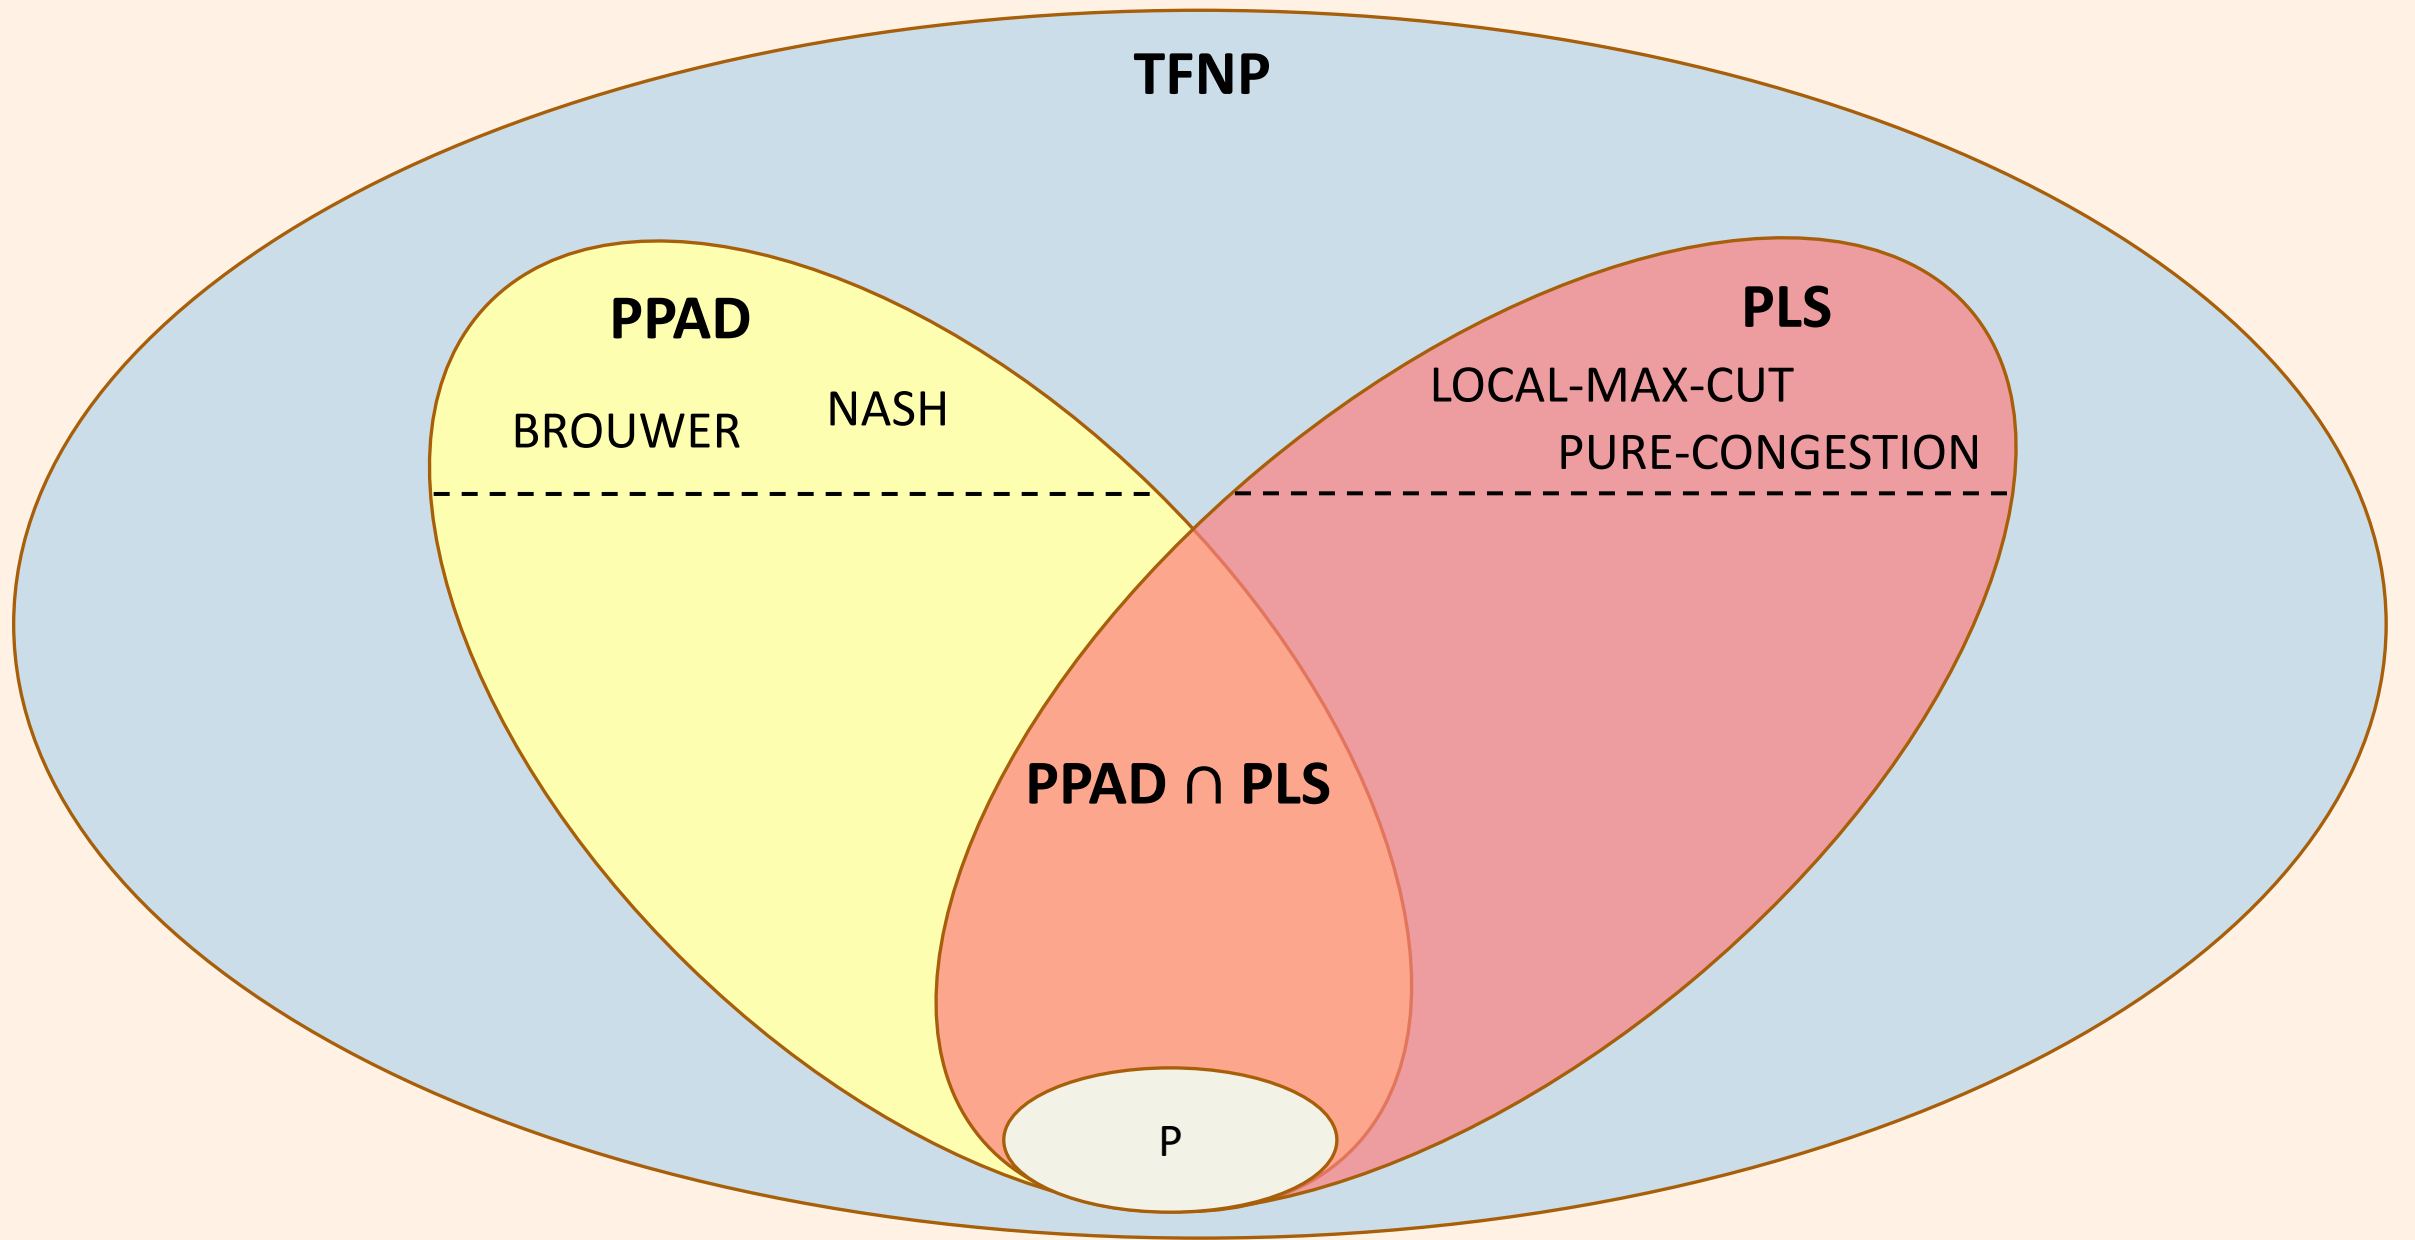 TFNP
PPAD
BROUWER
NASH
PLS
LOCAL-MAX-CUT
PURE-CONGESTION
PPAD ∩ PLS
P